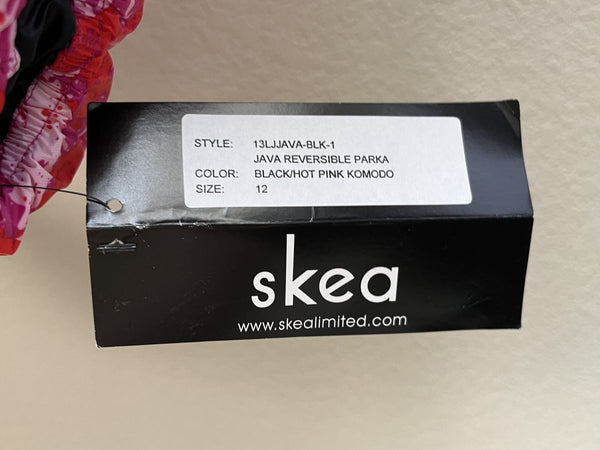 STYLE: 13LJJAVA-BLK-1
JAVA REVERSIBLE PARKA
COLOR: BLACK/HOT PINK KOMODO
SIZE: 12
skea
www.skealimited.com